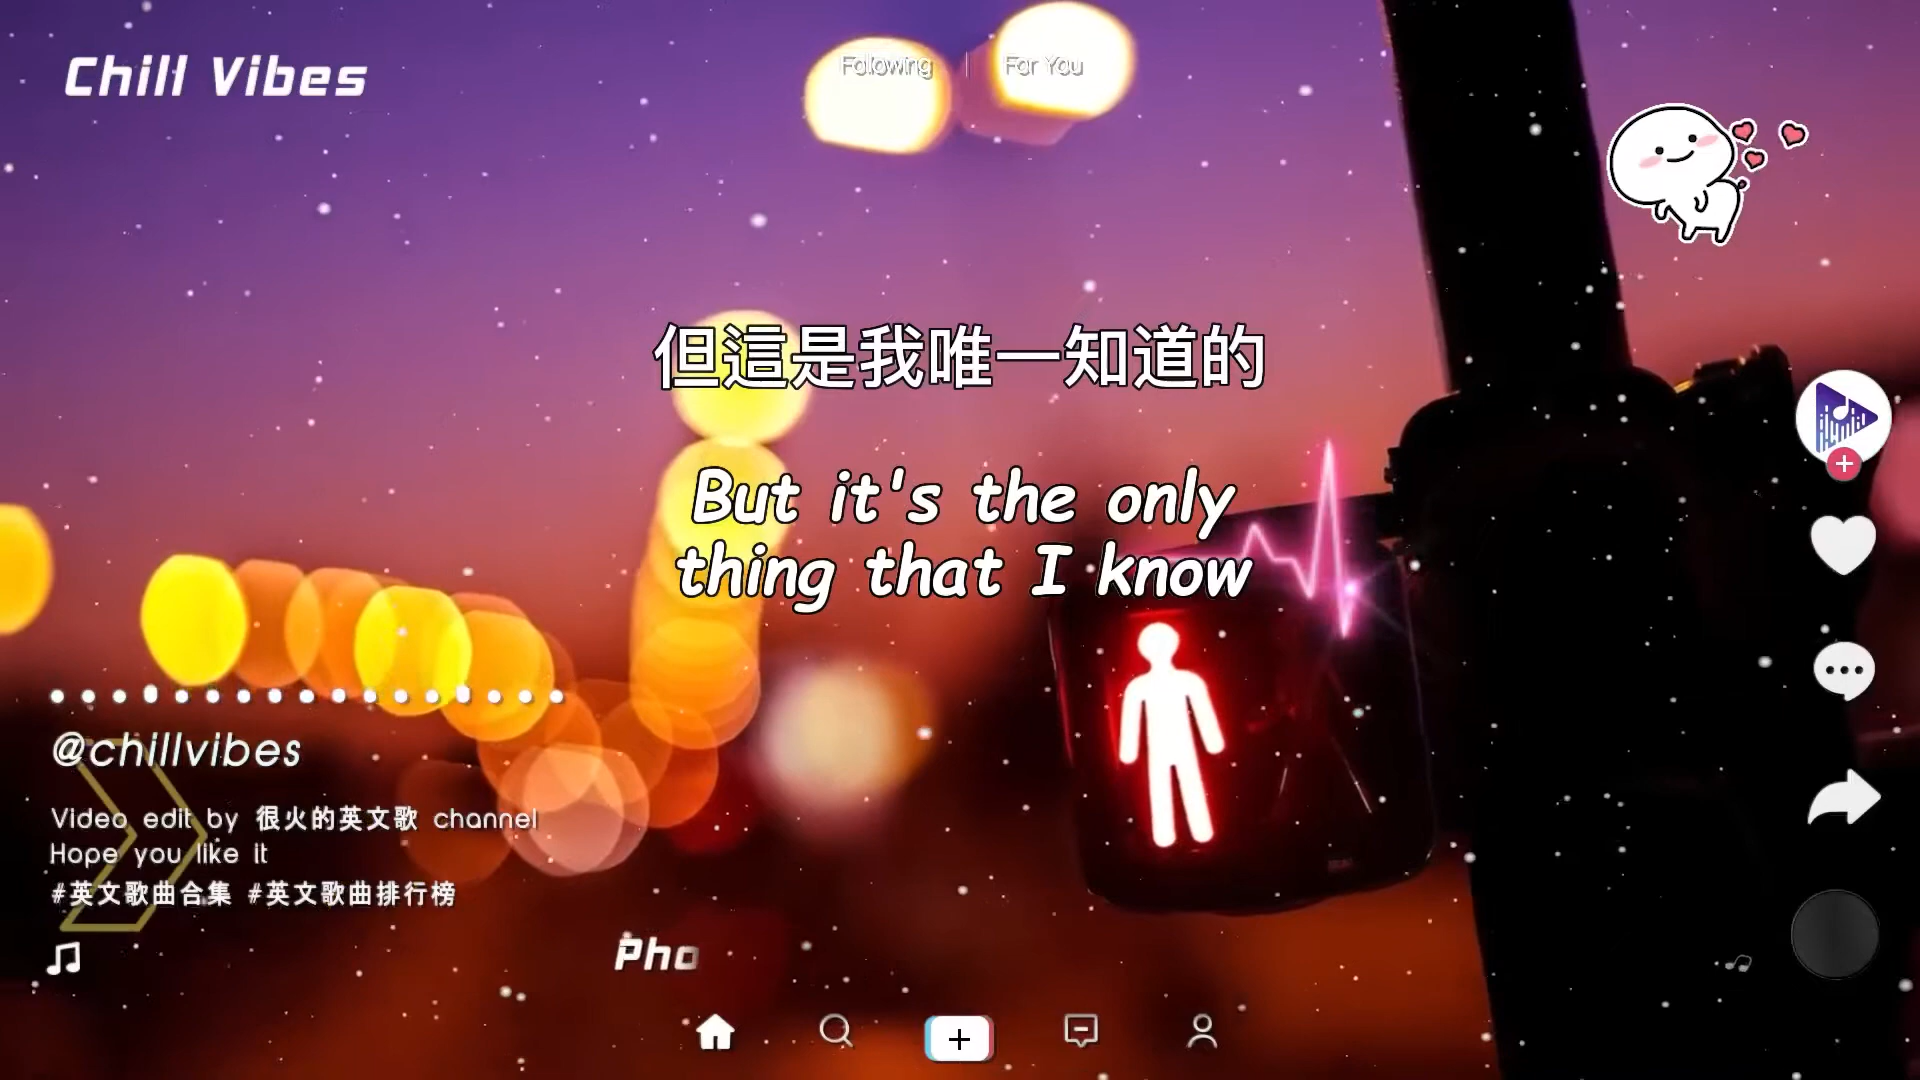 Chill Vibes
Following | For You
但這是我唯一知道的
But it's the only
thing that I know
@chillvibes
Video edit by 很火的英文歌 channel
Hope you like it
#英文歌曲合集 #英文歌曲排行榜
Pho